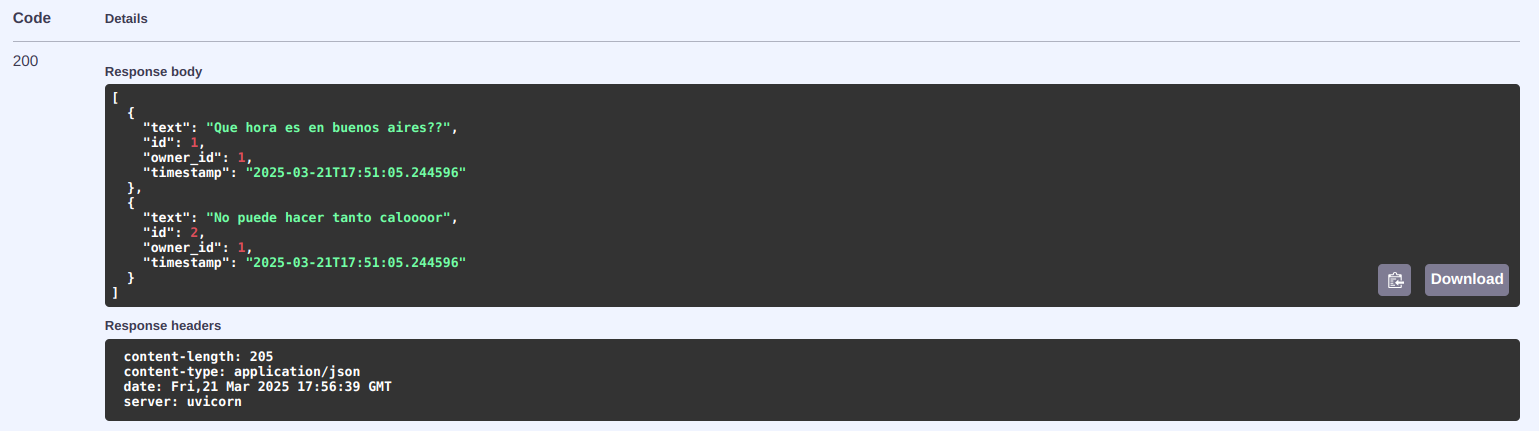 Code Details
200
Response body
[
  {
    "text": "Que hora es en buenos aires??",
    "id": 1,
    "owner_id": 1,
    "timestamp": "2025-03-21T17:51:05.244596"
  },
  {
    "text": "No puede hacer tanto caloooor",
    "id": 2,
    "owner_id": 1,
    "timestamp": "2025-03-21T17:51:05.244596"
  }
]
Download
Response headers
content-length: 205
content-type: application/json
date: Fri,21 Mar 2025 17:56:39 GMT
server: uvicorn